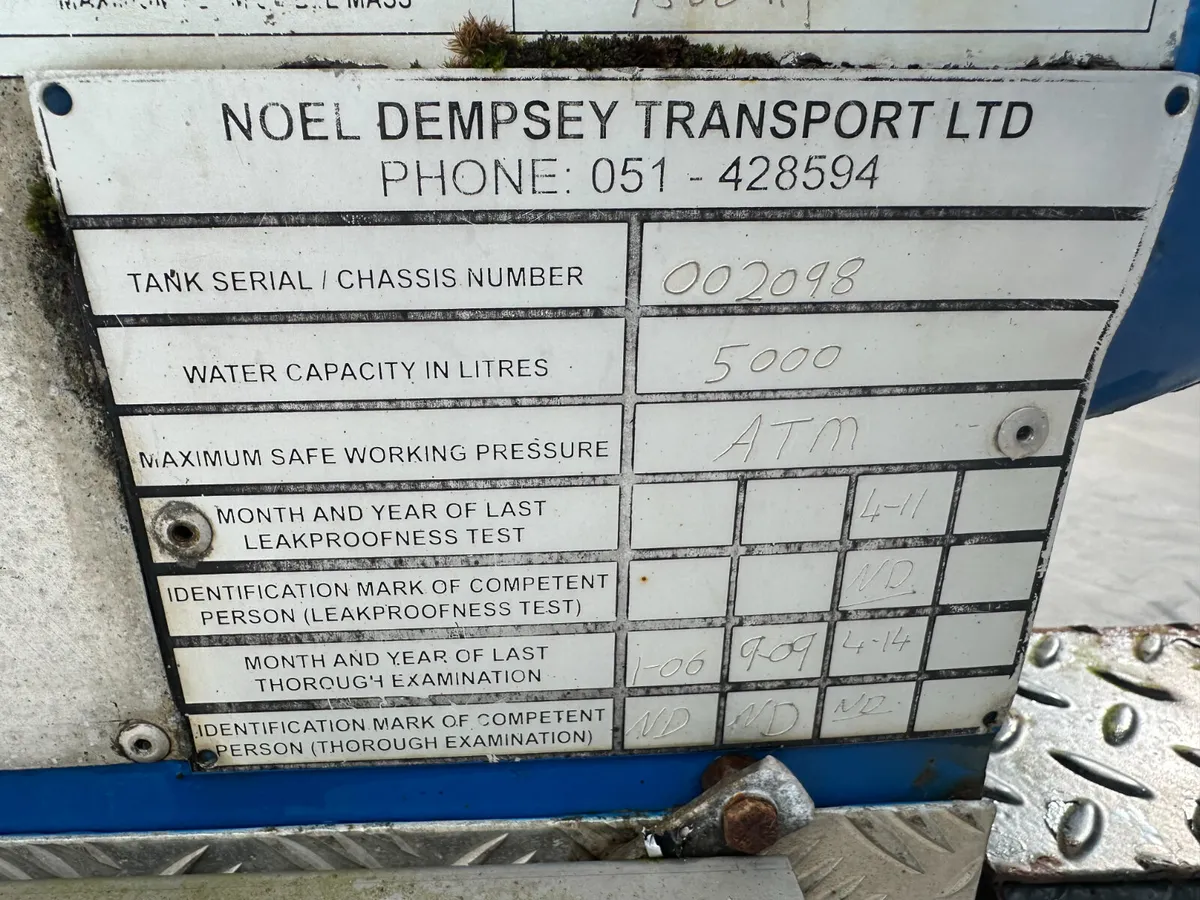 MASS
NOEL DEMPSEY TRANSPORT LTD
PHONE: 051 - 428594
TANK SERIAL / CHASSIS NUMBER 002098
WATER CAPACITY IN LITRES 5000
MAXIMUM SAFE WORKING PRESSURE ATM
MONTH AND YEAR OF LAST
LEAKPROOFNESS TEST 4-11
IDENTIFICATION MARK OF COMPETENT
PERSON (LEAKPROOFNESS TEST) ND
MONTH AND YEAR OF LAST
THOROUGH EXAMINATION 1-06 9-09 4-14
IDENTIFICATION MARK OF COMPETENT
PERSON (THOROUGH EXAMINATION) ND ND ND